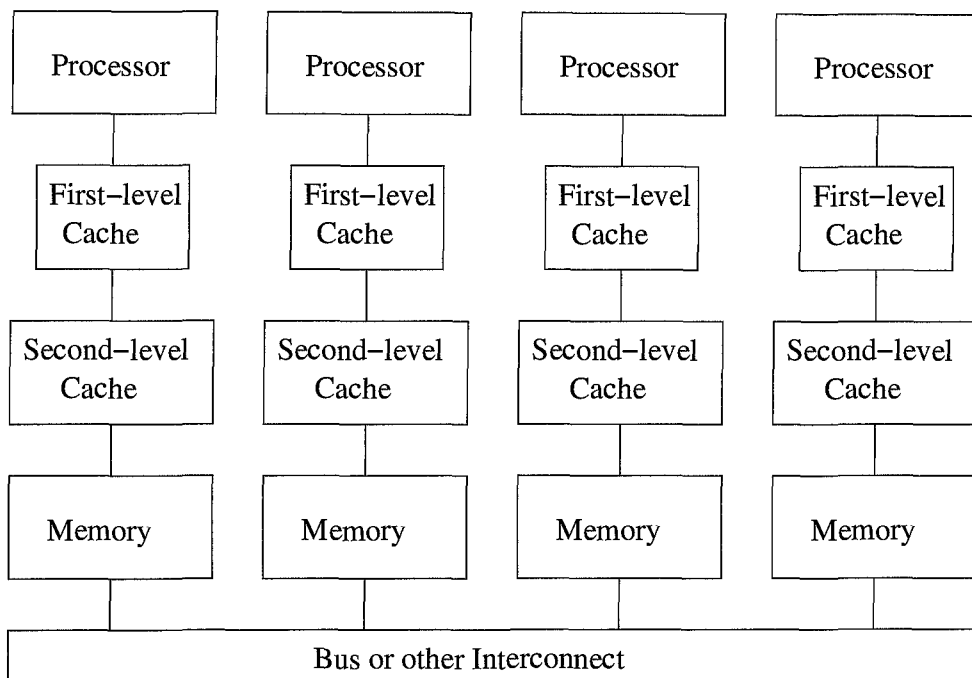 Processor
Processor
Processor
Processor
First–level
Cache
First–level
Cache
First–level
Cache
First–level
Cache
Second–level
Cache
Second–level
Cache
Second–level
Cache
Second–level
Cache
Memory
Memory
Memory
Memory
Bus or other Interconnect